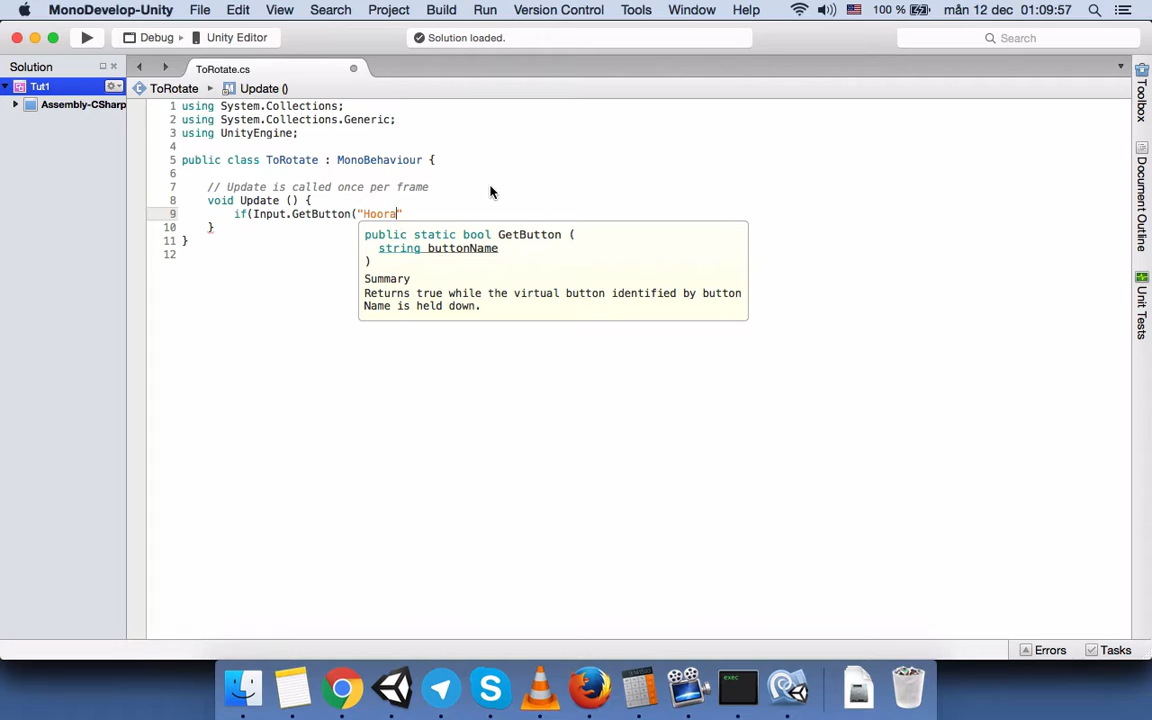 MonoDevelop-Unity File Edit View Search Project Build Run Version Control Tools Window Help 100 % mån 12 dec 01:09:57
Debug Unity Editor Solution loaded. Search
Solution ToRotate.cs
Tut1 ToRotate Update ()
Assembly-CSharp
1 using System.Collections;
2 using System.Collections.Generic;
3 using UnityEngine;
4
5 public class ToRotate : MonoBehaviour {
6
7 // Update is called once per frame
8 void Update () {
9 if(Input.GetButton("Hoora"
10 }
11 }
12
public static bool GetButton (
string buttonName
)
Summary
Returns true while the virtual button identified by button
Name is held down.
Toolbox
Document Outline
Unit Tests
Errors Tasks
exec